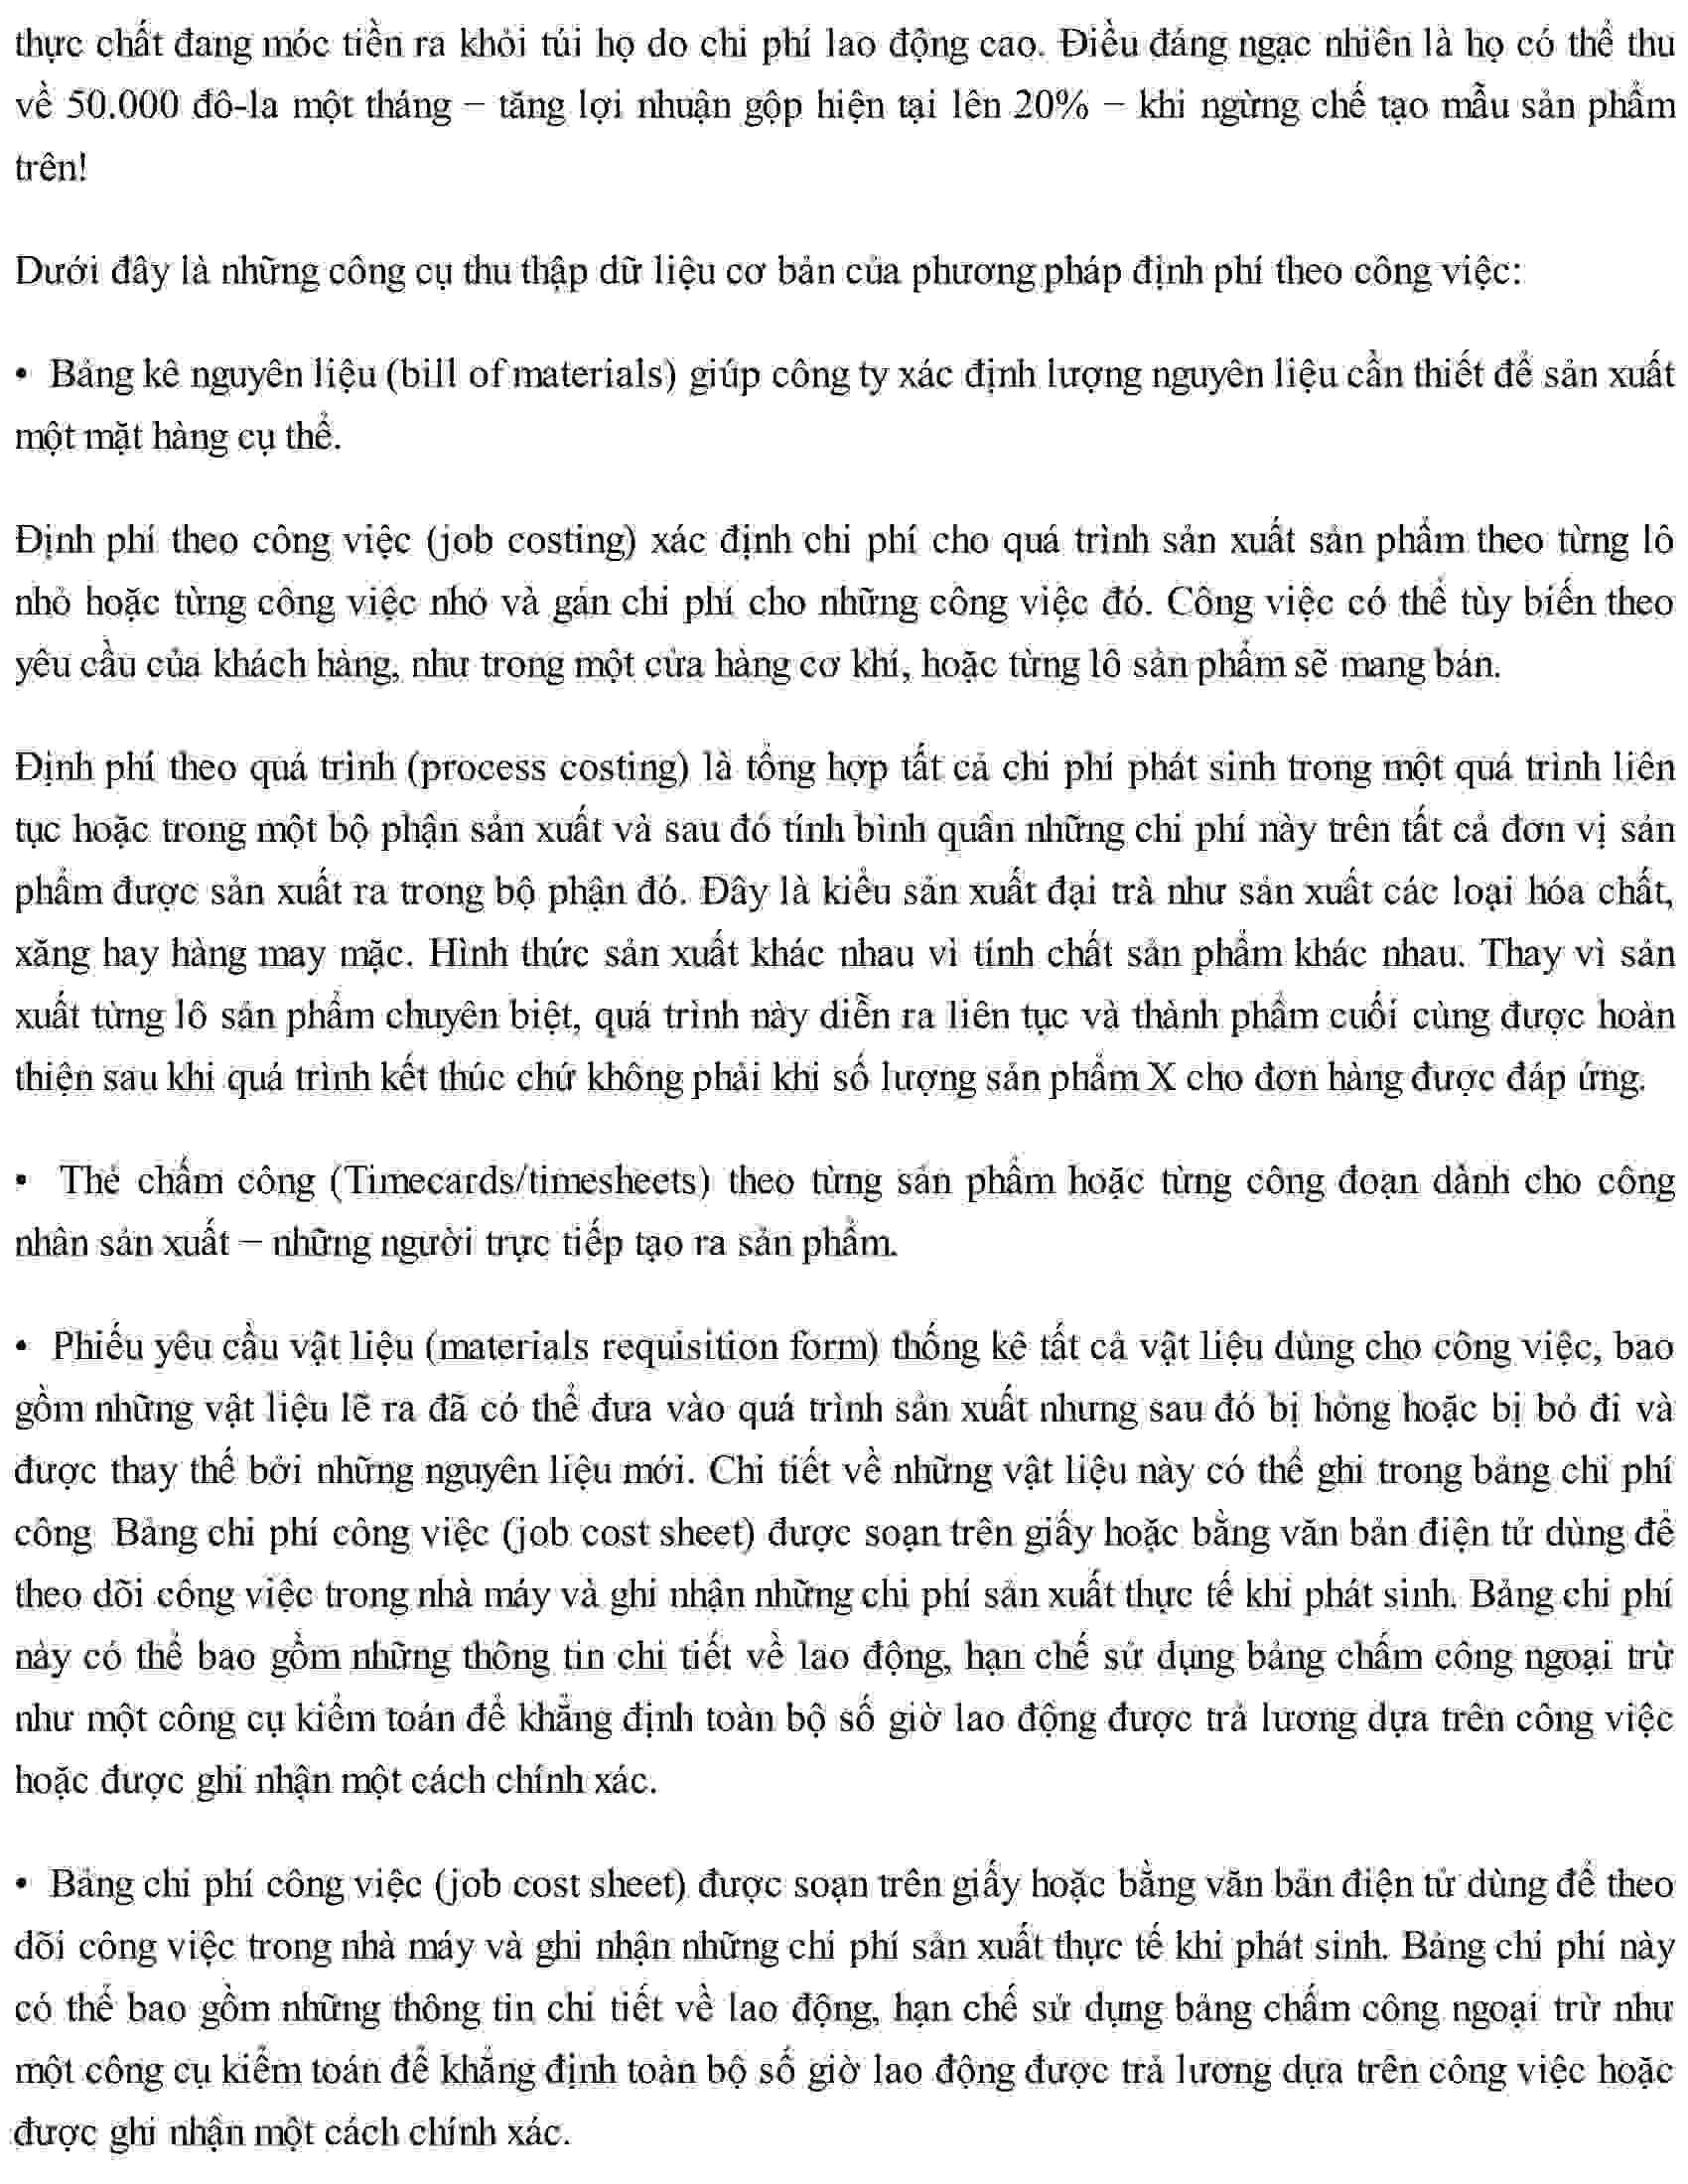 thực chất đang móc tiền ra khỏi túi họ do chi phí lao động cao. Điều đáng ngạc nhiên là họ có thể thu
về 50.000 đô-la một tháng – tăng lợi nhuận gộp hiện tại lên 20% – khi ngừng chế tạo mẫu sản phẩm
trên!
Dưới đây là những công cụ thu thập dữ liệu cơ bản của phương pháp định phí theo công việc:
• Bảng kê nguyên liệu (bill of materials) giúp công ty xác định lượng nguyên liệu cần thiết để sản xuất
một mặt hàng cụ thể.
Định phí theo công việc (job costing) xác định chi phí cho quá trình sản xuất sản phẩm theo từng lô
nhỏ hoặc từng công việc nhỏ và gán chi phí cho những công việc đó. Công việc có thể tùy biến theo
yêu cầu của khách hàng, như trong một cửa hàng cơ khí, hoặc từng lô sản phẩm sẽ mang bán.
Định phí theo quá trình (process costing) là tổng hợp tất cả chi phí phát sinh trong một quá trình liên
tục hoặc trong một bộ phận sản xuất và sau đó tính bình quân những chi phí này trên tất cả đơn vị sản
phẩm được sản xuất ra trong bộ phận đó. Đây là kiểu sản xuất đại trà như sản xuất các loại hóa chất,
xăng hay hàng may mặc. Hình thức sản xuất khác nhau vì tính chất sản phẩm khác nhau. Thay vì sản
xuất từng lô sản phẩm chuyên biệt, quá trình này diễn ra liên tục và thành phẩm cuối cùng được hoàn
thiện sau khi quá trình kết thúc chứ không phải khi số lượng sản phẩm X cho đơn hàng được đáp ứng.
• Thẻ chấm công (Timecards/timesheets) theo từng sản phẩm hoặc từng công đoạn dành cho công
nhân sản xuất – những người trực tiếp tạo ra sản phẩm.
• Phiếu yêu cầu vật liệu (materials requisition form) thống kê tất cả vật liệu dùng cho công việc, bao
gồm những vật liệu lẽ ra đã có thể đưa vào quá trình sản xuất nhưng sau đó bị hỏng hoặc bị bỏ đi và
được thay thế bởi những nguyên liệu mới. Chi tiết về những vật liệu này có thể ghi trong bảng chi phí
công Bảng chi phí công việc (job cost sheet) được soạn trên giấy hoặc bằng văn bản điện tử dùng để
theo dõi công việc trong nhà máy và ghi nhận những chi phí sản xuất thực tế khi phát sinh. Bảng chi phí
này có thể bao gồm những thông tin chi tiết về lao động, hạn chế sử dụng bảng chấm công ngoại trừ
như một công cụ kiểm toán để khẳng định toàn bộ số giờ lao động được trả lương dựa trên công việc
hoặc được ghi nhận một cách chính xác.
• Bảng chi phí công việc (job cost sheet) được soạn trên giấy hoặc bằng văn bản điện tử dùng để theo
dõi công việc trong nhà máy và ghi nhận những chi phí sản xuất thực tế khi phát sinh. Bảng chi phí này
có thể bao gồm những thông tin chi tiết về lao động, hạn chế sử dụng bảng chấm công ngoại trừ như
một công cụ kiểm toán để khẳng định toàn bộ số giờ lao động được trả lương dựa trên công việc hoặc
được ghi nhận một cách chính xác.